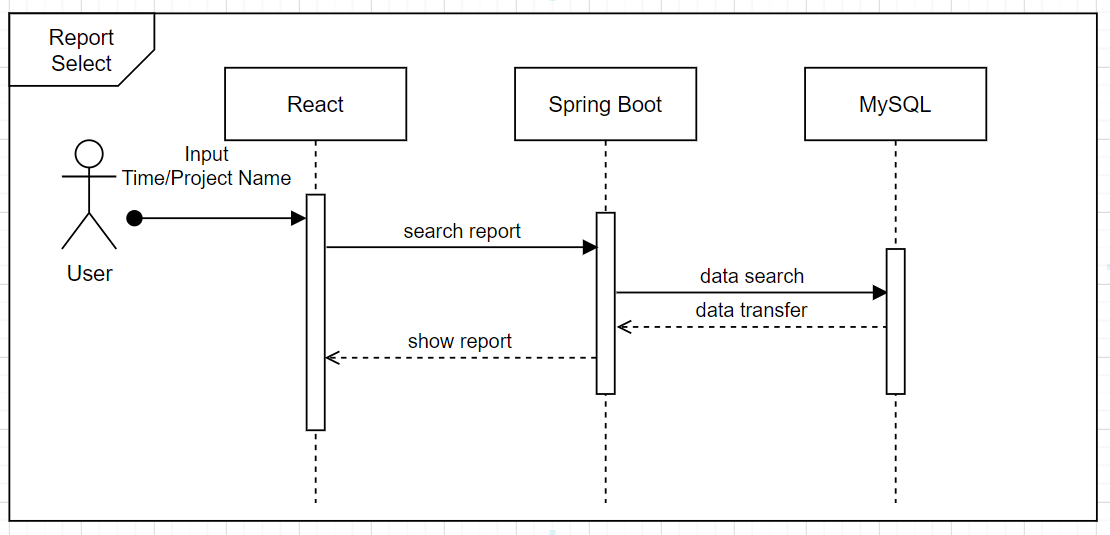 Report
Select
React
Spring Boot
MySQL
Input
Time/Project Name
User
search report
data search
data transfer
show report